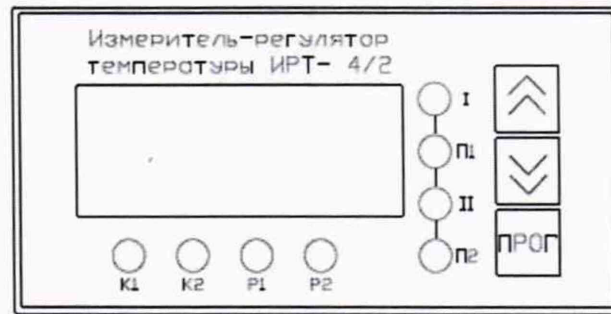 Измеритель-регулятор
температуры ИРТ- 4/2
I
П1
II
П2
ПРОГ
К1 К2 Р1 Р2